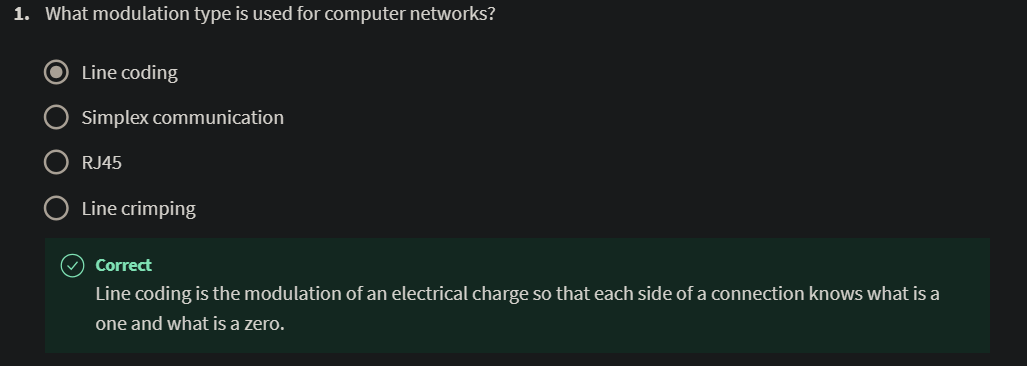 1. What modulation type is used for computer networks?
Line coding
Simplex communication
RJ45
Line crimping
Correct
Line coding is the modulation of an electrical charge so that each side of a connection knows what is a
one and what is a zero.